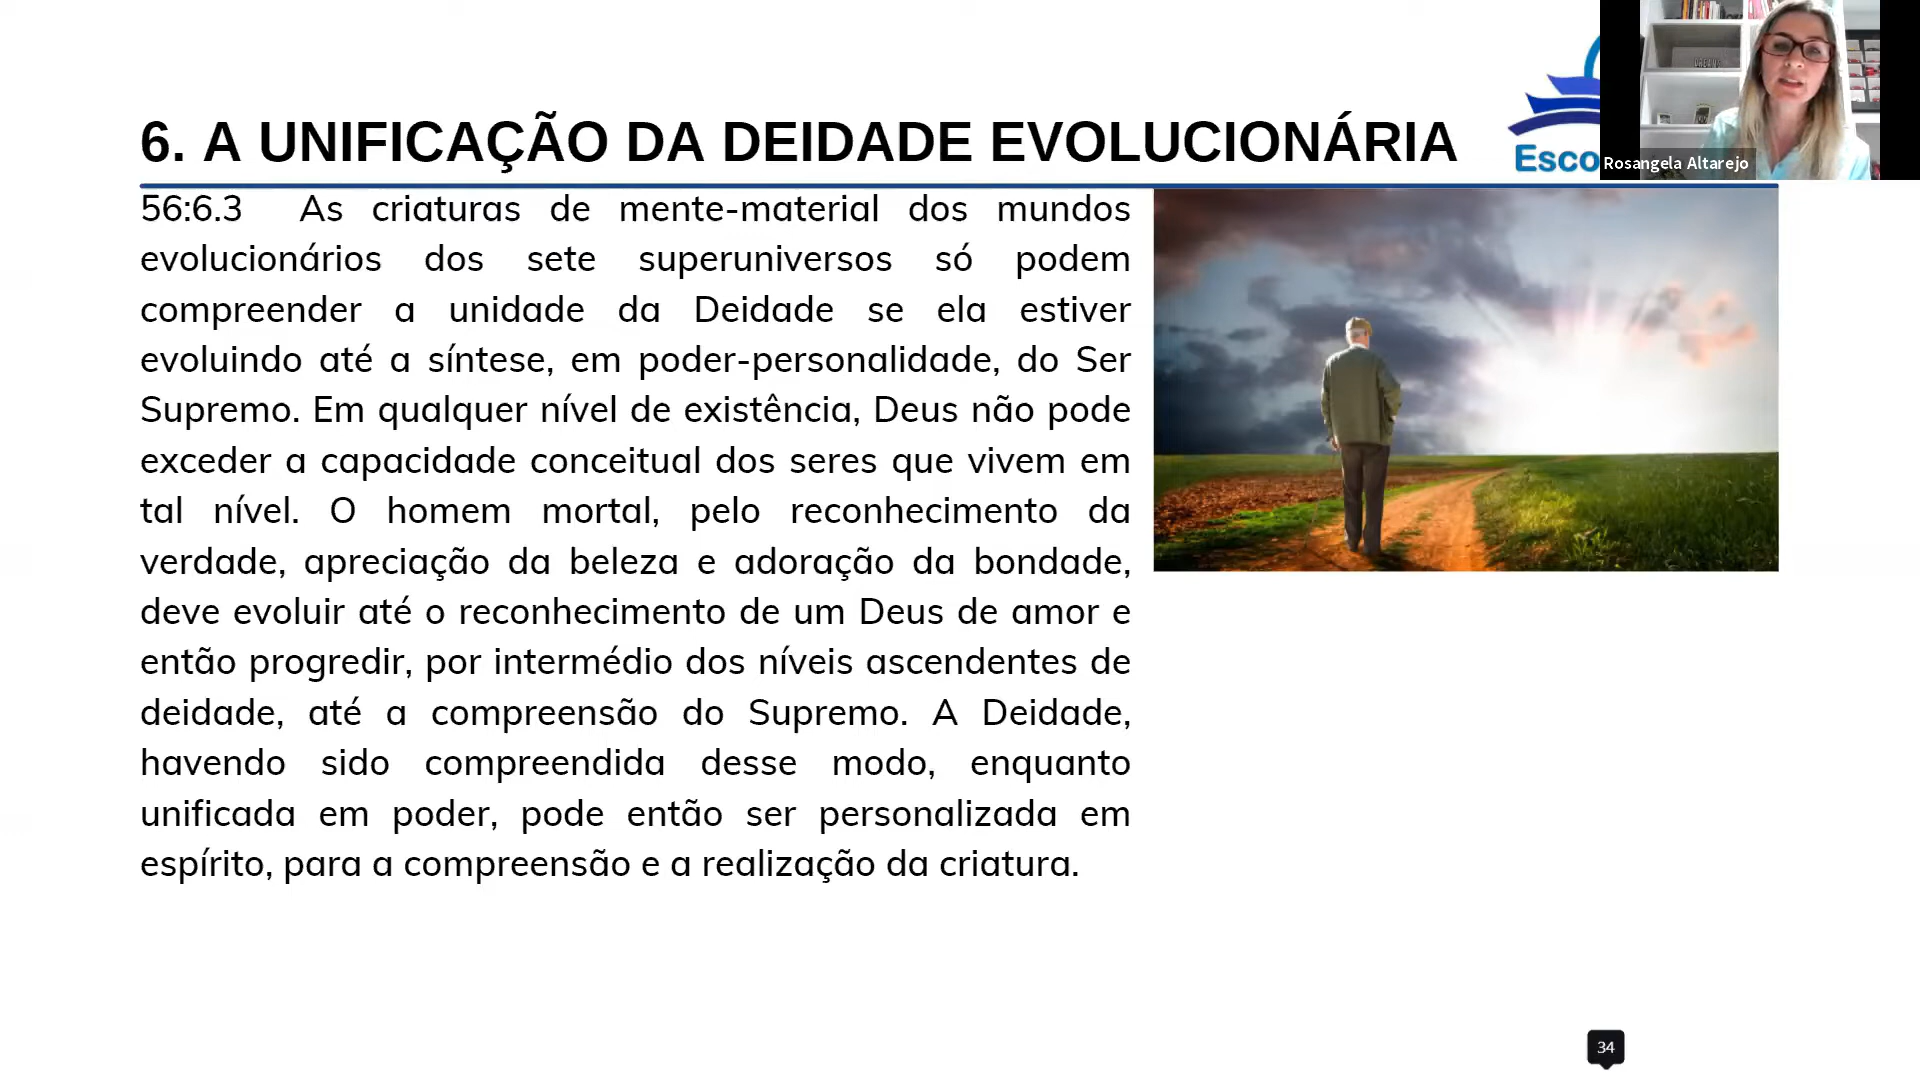 6. A UNIFICAÇÃO DA DEIDADE EVOLUCIONÁRIA
Esco
Rosangela Altarejo
56:6.3 As criaturas de mente-material dos mundos
evolucionários dos sete superuniversos só podem
compreender a unidade da Deidade se ela estiver
evoluindo até a síntese, em poder-personalidade, do Ser
Supremo. Em qualquer nível de existência, Deus não pode
exceder a capacidade conceitual dos seres que vivem em
tal nível. O homem mortal, pelo reconhecimento da
verdade, apreciação da beleza e adoração da bondade,
deve evoluir até o reconhecimento de um Deus de amor e
então progredir, por intermédio dos níveis ascendentes de
deidade, até a compreensão do Supremo. A Deidade,
havendo sido compreendida desse modo, enquanto
unificada em poder, pode então ser personalizada em
espírito, para a compreensão e a realização da criatura.
34